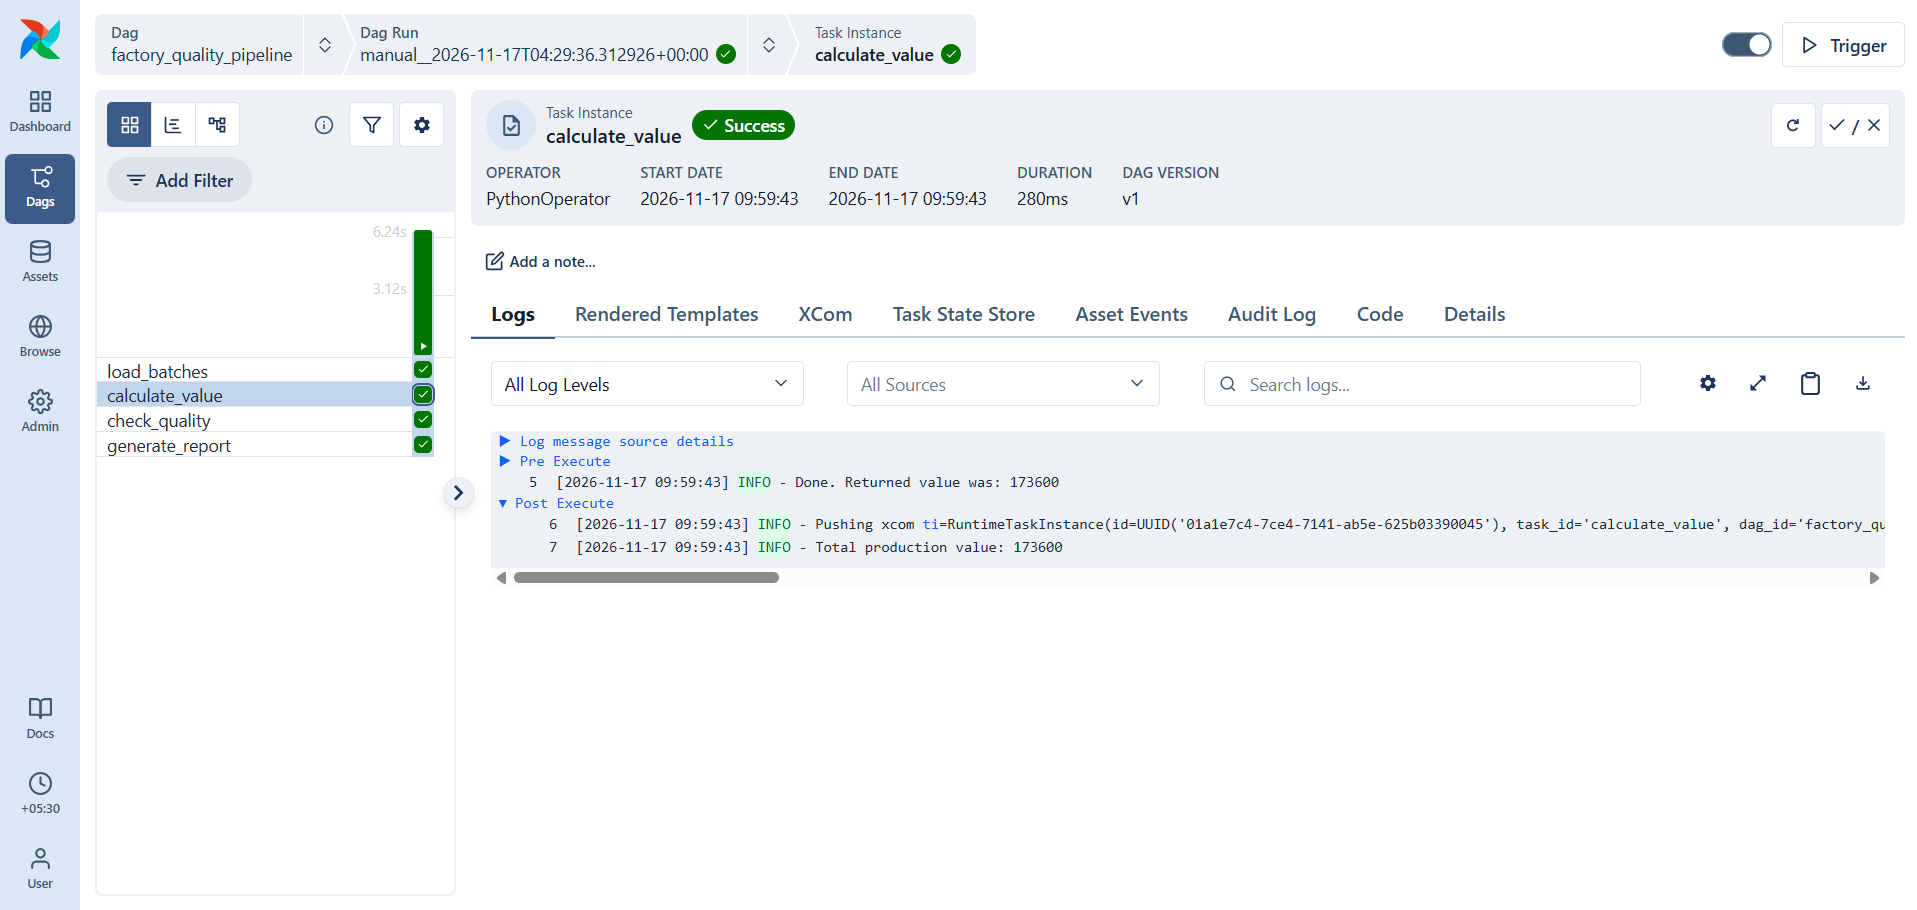 Dag
factory_quality_pipeline
Dag Run
manual__2026-11-17T04:29:36.312926+00:00
Task Instance
calculate_value
Trigger
Dashboard
Dags
Assets
Browse
Admin
Docs
+05:30
User
Add Filter
6.24s
3.12s
load_batches
calculate_value
check_quality
generate_report
Task Instance
calculate_value
Success
OPERATOR
PythonOperator
START DATE
2026-11-17 09:59:43
END DATE
2026-11-17 09:59:43
DURATION
280ms
DAG VERSION
v1
/
Add a note...
Logs Rendered Templates XCom Task State Store Asset Events Audit Log Code Details
All Log Levels
All Sources
Search logs...
Log message source details
Pre Execute
5 [2026-11-17 09:59:43] INFO - Done. Returned value was: 173600
Post Execute
6 [2026-11-17 09:59:43] INFO - Pushing xcom ti=RuntimeTaskInstance(id=UUID('01a1e7c4-7ce4-7141-ab5e-625b03390045'), task_id='calculate_value', dag_id='factory_qu
7 [2026-11-17 09:59:43] INFO - Total production value: 173600